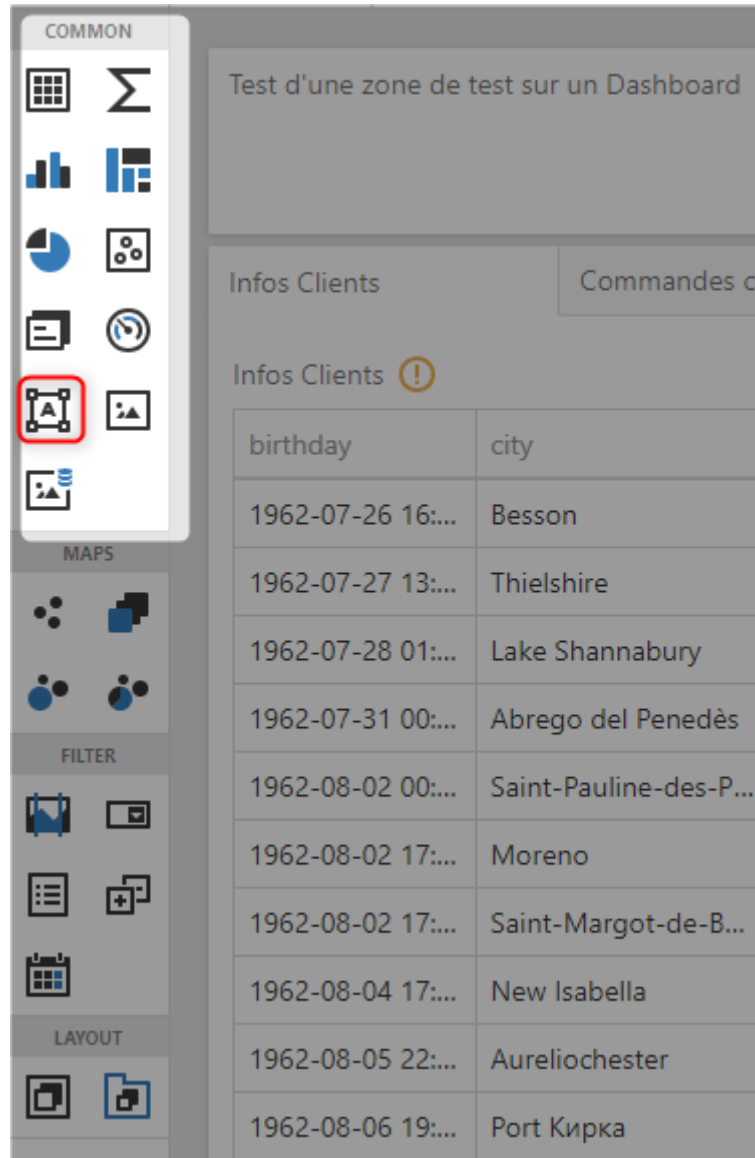 COMMON
Test d'une zone de test sur un Dashboard
Infos Clients
Commandes c
Infos Clients
birthday city
1962-07-26 16:... Besson
1962-07-27 13:... Thielshire
1962-07-28 01:... Lake Shannabury
1962-07-31 00:... Abrego del Penedès
1962-08-02 00:... Saint-Pauline-des-P...
1962-08-02 17:... Moreno
1962-08-02 17:... Saint-Margot-de-B...
1962-08-04 17:... New Isabella
1962-08-05 22:... Aureliochester
1962-08-06 19:... Port Кирка
MAPS
FILTER
LAYOUT